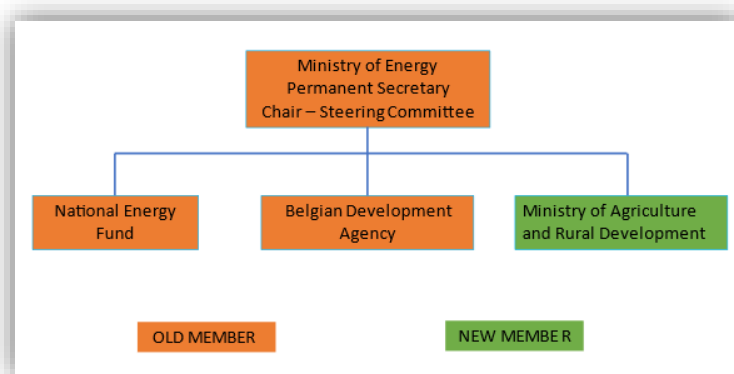 Ministry of Energy
Permanent Secretary
Chair – Steering Committee
National Energy
Fund
Belgian Development
Agency
Ministry of Agriculture
and Rural Development
OLD MEMBER
NEW MEMBER